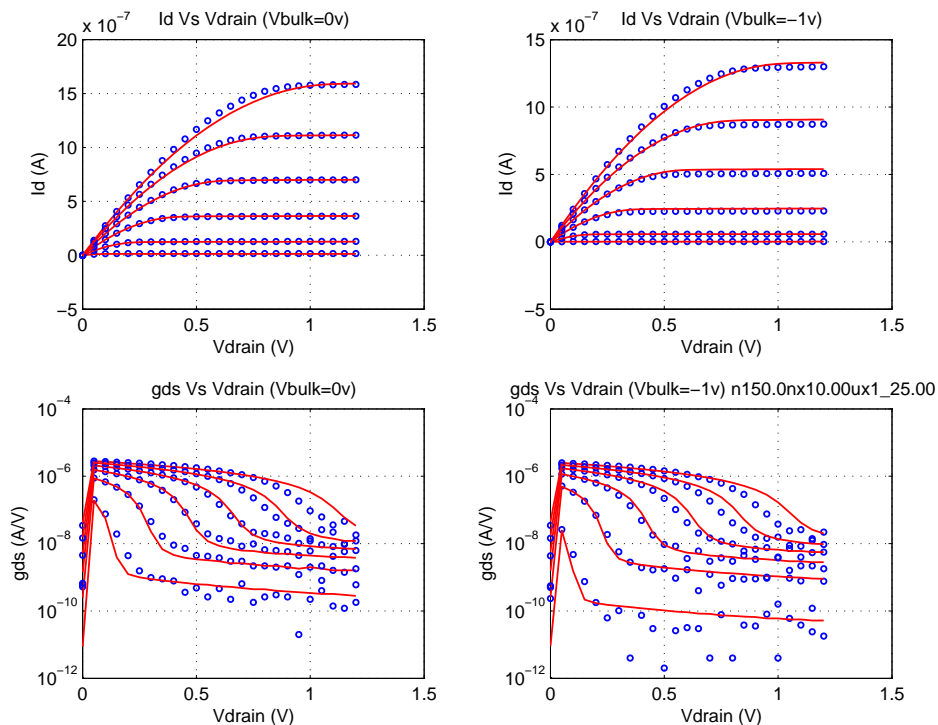 x 10⁻⁷
Id Vs Vdrain (Vbulk=0v)
20
15
10
5
0
−5
0
0.5
1
1.5
Id (A)
Vdrain (V)
x 10⁻⁷
Id Vs Vdrain (Vbulk=−1v)
15
10
5
0
−5
0
0.5
1
1.5
Id (A)
Vdrain (V)
gds Vs Vdrain (Vbulk=0v)
10⁻⁴
10⁻⁶
10⁻⁸
10⁻¹⁰
10⁻¹²
0
0.5
1
1.5
gds (A/V)
Vdrain (V)
gds Vs Vdrain (Vbulk=−1v) n150.0nx10.00ux1_25.00
10⁻⁴
10⁻⁶
10⁻⁸
10⁻¹⁰
10⁻¹²
0
0.5
1
1.5
gds (A/V)
Vdrain (V)